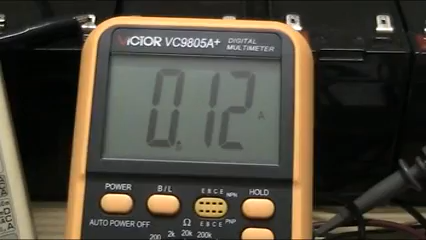 VICTOR VC9805A+ DIGITAL MULTIMETER
0.12 A
POWER B/L E B C E NPN HOLD
E B C E PNP
AUTO POWER OFF Ω
200 2k 20k 200k